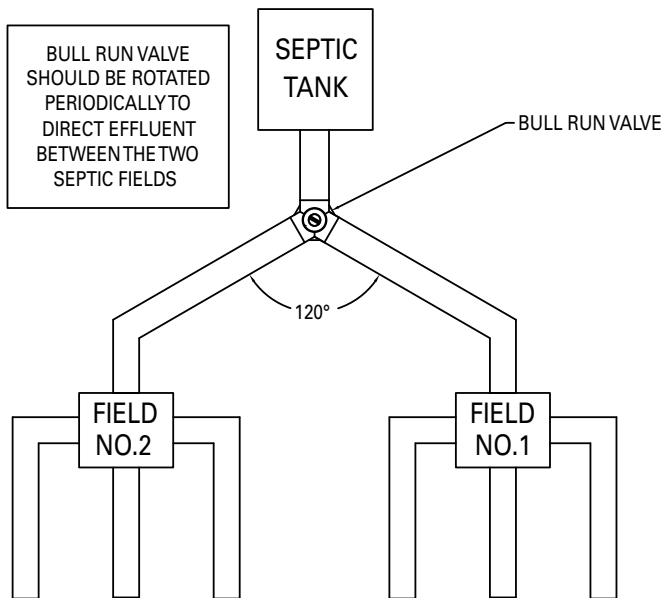 BULL RUN VALVE
SHOULD BE ROTATED
PERIODICALLY TO
DIRECT EFFLUENT
BETWEEN THE TWO
SEPTIC FIELDS
SEPTIC
TANK
BULL RUN VALVE
120°
FIELD
NO.2
FIELD
NO.1